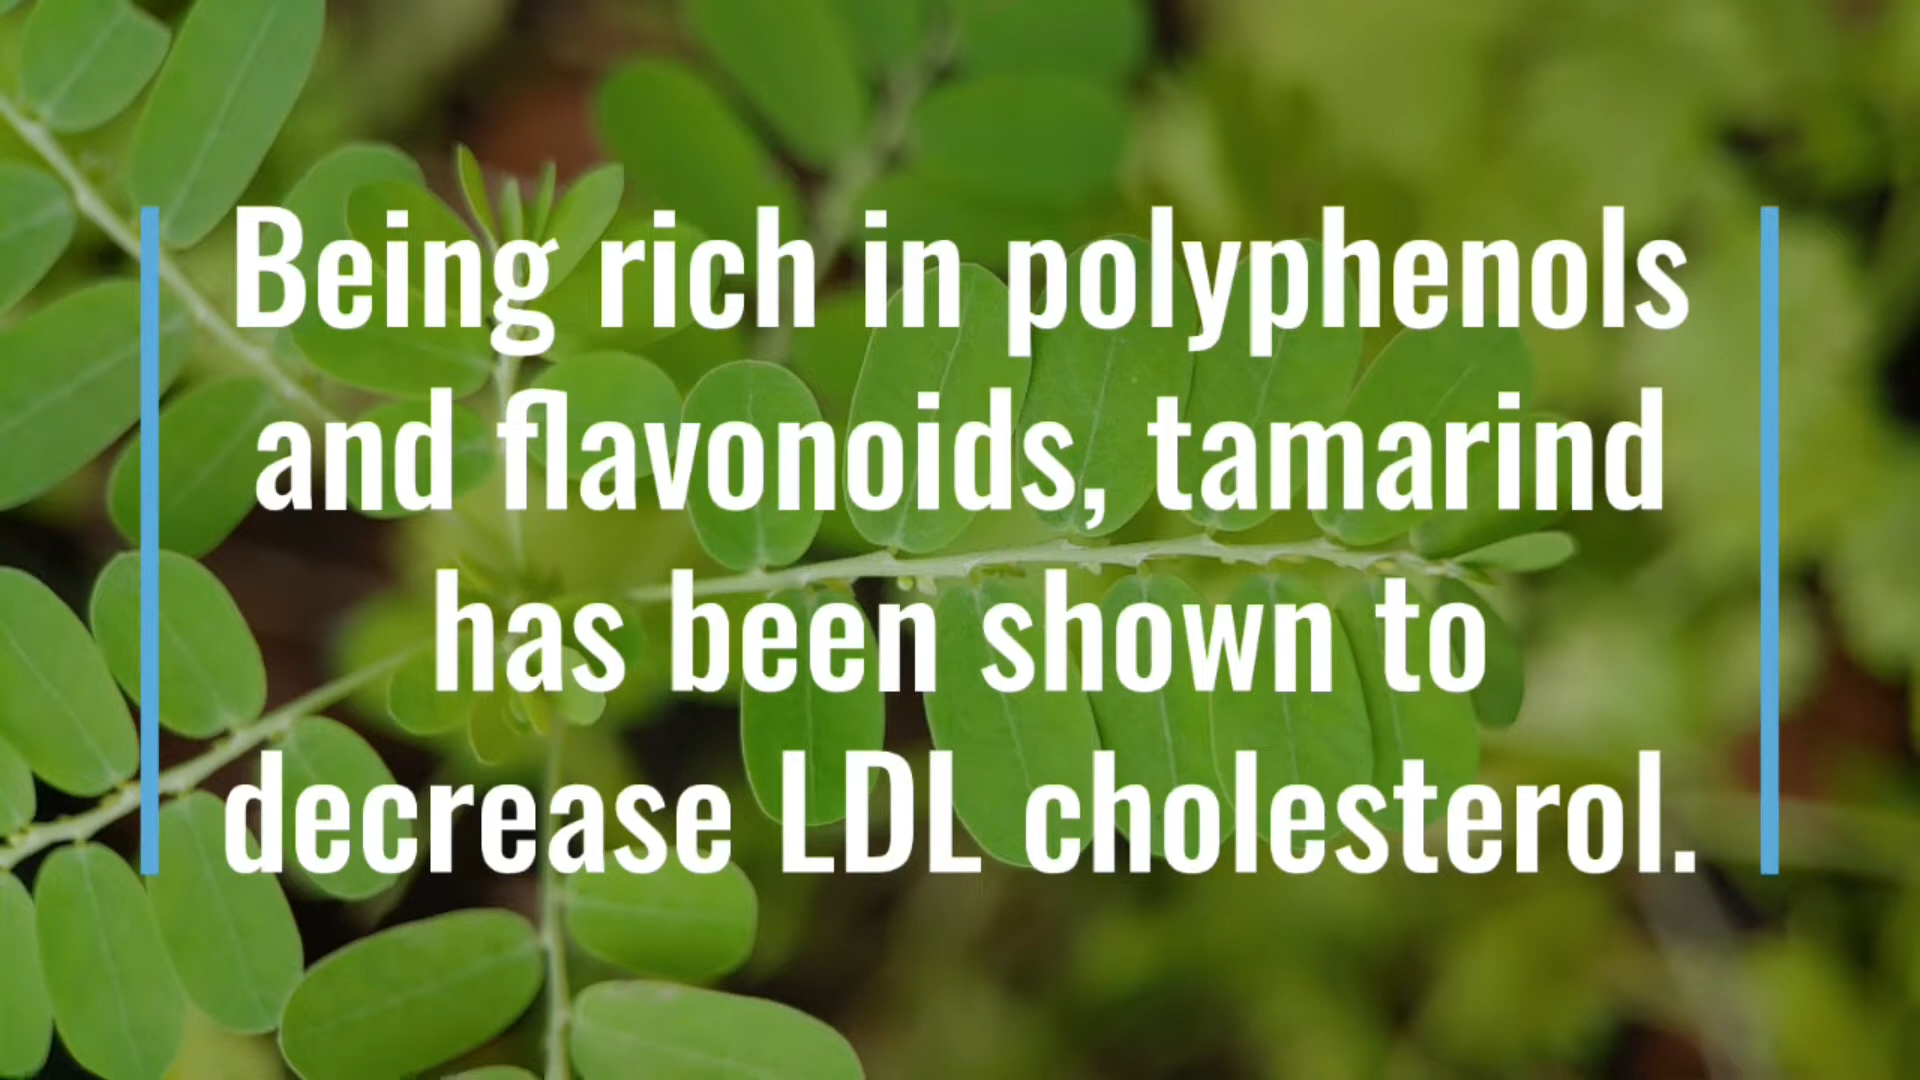 Being rich in polyphenols
and flavonoids, tamarind
has been shown to
decrease LDL cholesterol.